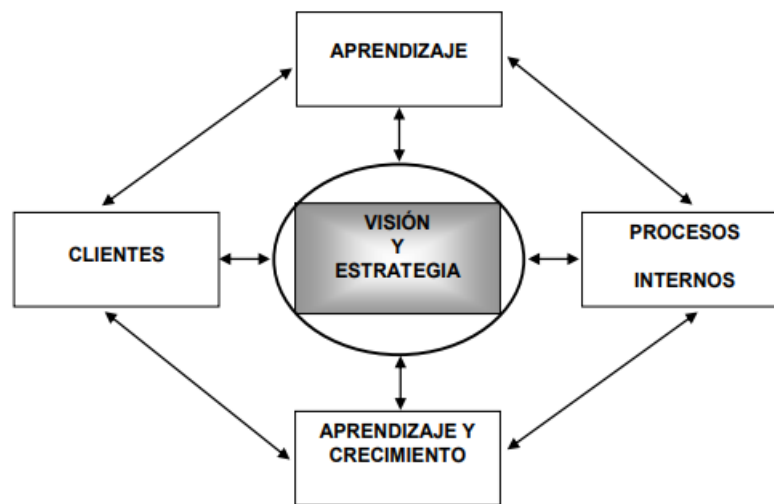 APRENDIZAJE
CLIENTES
VISIÓN
Y
ESTRATEGIA
PROCESOS
INTERNOS
APRENDIZAJE Y
CRECIMIENTO